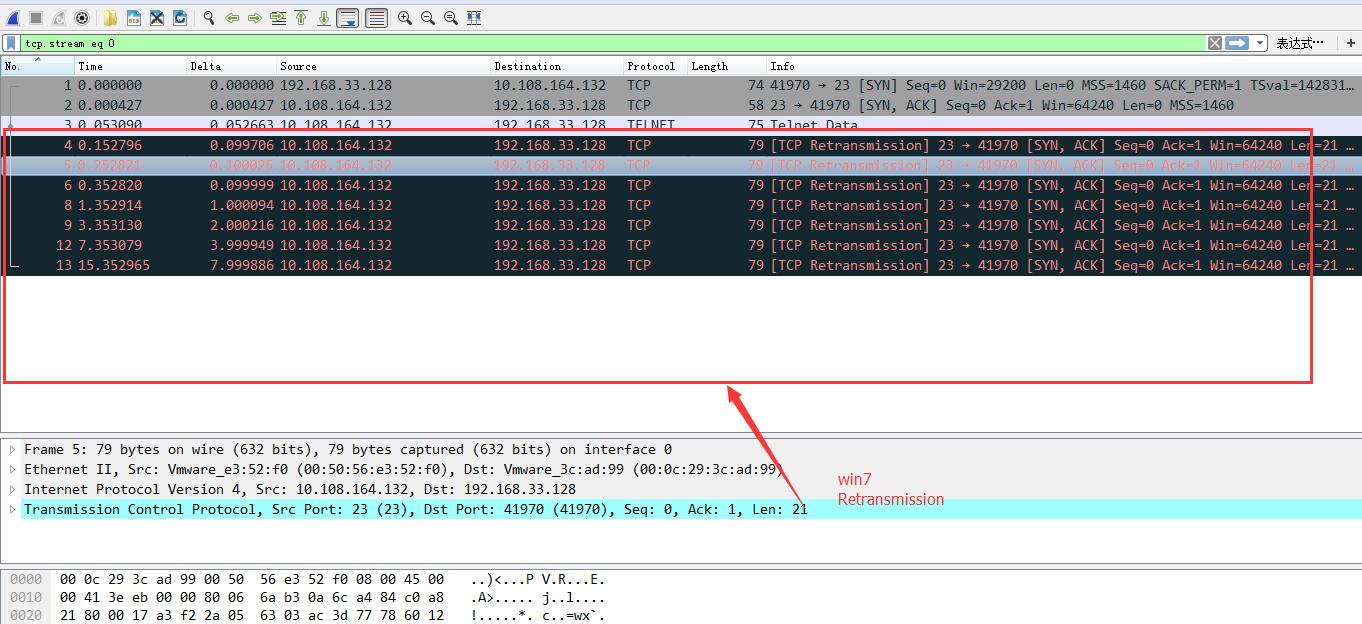 tcp.stream eq 0 表达式… +
No. Time Delta Source Destination Protocol Length Info
1 0.000000 0.000000 192.168.33.128 10.108.164.132 TCP 74 41970 → 23 [SYN] Seq=0 Win=29200 Len=0 MSS=1460 SACK_PERM=1 TSval=142831…
2 0.000427 0.000427 10.108.164.132 192.168.33.128 TCP 58 23 → 41970 [SYN, ACK] Seq=0 Ack=1 Win=64240 Len=0 MSS=1460
3 0.053090 0.052663 10.108.164.132 192.168.33.128 TELNET 75 Telnet Data …
4 0.152796 0.099706 10.108.164.132 192.168.33.128 TCP 79 [TCP Retransmission] 23 → 41970 [SYN, ACK] Seq=0 Ack=1 Win=64240 Len=21 …
5 0.252821 0.100025 10.108.164.132 192.168.33.128 TCP 79 [TCP Retransmission] 23 → 41970 [SYN, ACK] Seq=0 Ack=1 Win=64240 Len=21 …
6 0.352820 0.099999 10.108.164.132 192.168.33.128 TCP 79 [TCP Retransmission] 23 → 41970 [SYN, ACK] Seq=0 Ack=1 Win=64240 Len=21 …
8 1.352914 1.000094 10.108.164.132 192.168.33.128 TCP 79 [TCP Retransmission] 23 → 41970 [SYN, ACK] Seq=0 Ack=1 Win=64240 Len=21 …
9 3.353130 2.000216 10.108.164.132 192.168.33.128 TCP 79 [TCP Retransmission] 23 → 41970 [SYN, ACK] Seq=0 Ack=1 Win=64240 Len=21 …
12 7.353079 3.999949 10.108.164.132 192.168.33.128 TCP 79 [TCP Retransmission] 23 → 41970 [SYN, ACK] Seq=0 Ack=1 Win=64240 Len=21 …
13 15.352965 7.999886 10.108.164.132 192.168.33.128 TCP 79 [TCP Retransmission] 23 → 41970 [SYN, ACK] Seq=0 Ack=1 Win=64240 Len=21 …
Frame 5: 79 bytes on wire (632 bits), 79 bytes captured (632 bits) on interface 0
Ethernet II, Src: Vmware_e3:52:f0 (00:50:56:e3:52:f0), Dst: Vmware_3c:ad:99 (00:0c:29:3c:ad:99)
Internet Protocol Version 4, Src: 10.108.164.132, Dst: 192.168.33.128
Transmission Control Protocol, Src Port: 23 (23), Dst Port: 41970 (41970), Seq: 0, Ack: 1, Len: 21
win7
Retransmission
0000 00 0c 29 3c ad 99 00 50 56 e3 52 f0 08 00 45 00 ..)<...P V.R...E.
0010 00 41 3e eb 00 00 80 06 6a b3 0a 6c a4 84 c0 a8 .A>..... j..l....
0020 21 80 00 17 a3 f2 2a 05 63 03 ac 3d 77 78 60 12 !.....*. c..=wx`.